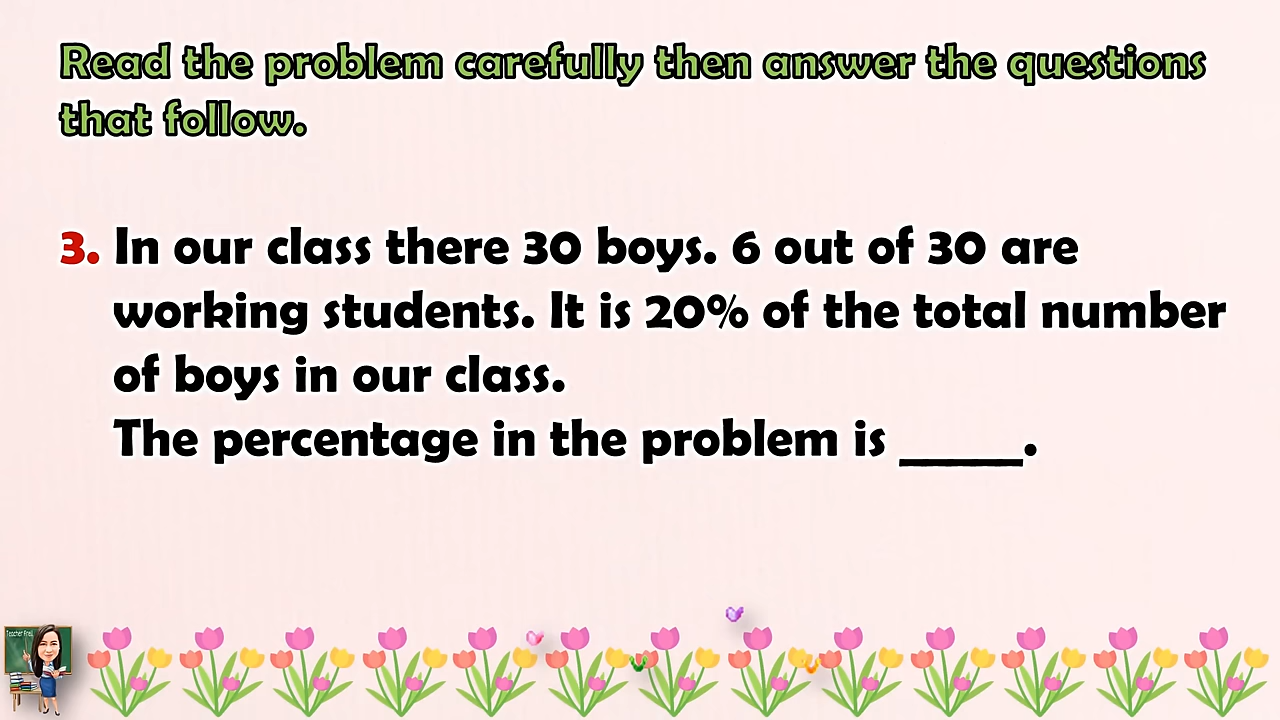 Read the problem carefully then answer the questions
that follow.
3. In our class there 30 boys. 6 out of 30 are
working students. It is 20% of the total number
of boys in our class.
The percentage in the problem is _____.